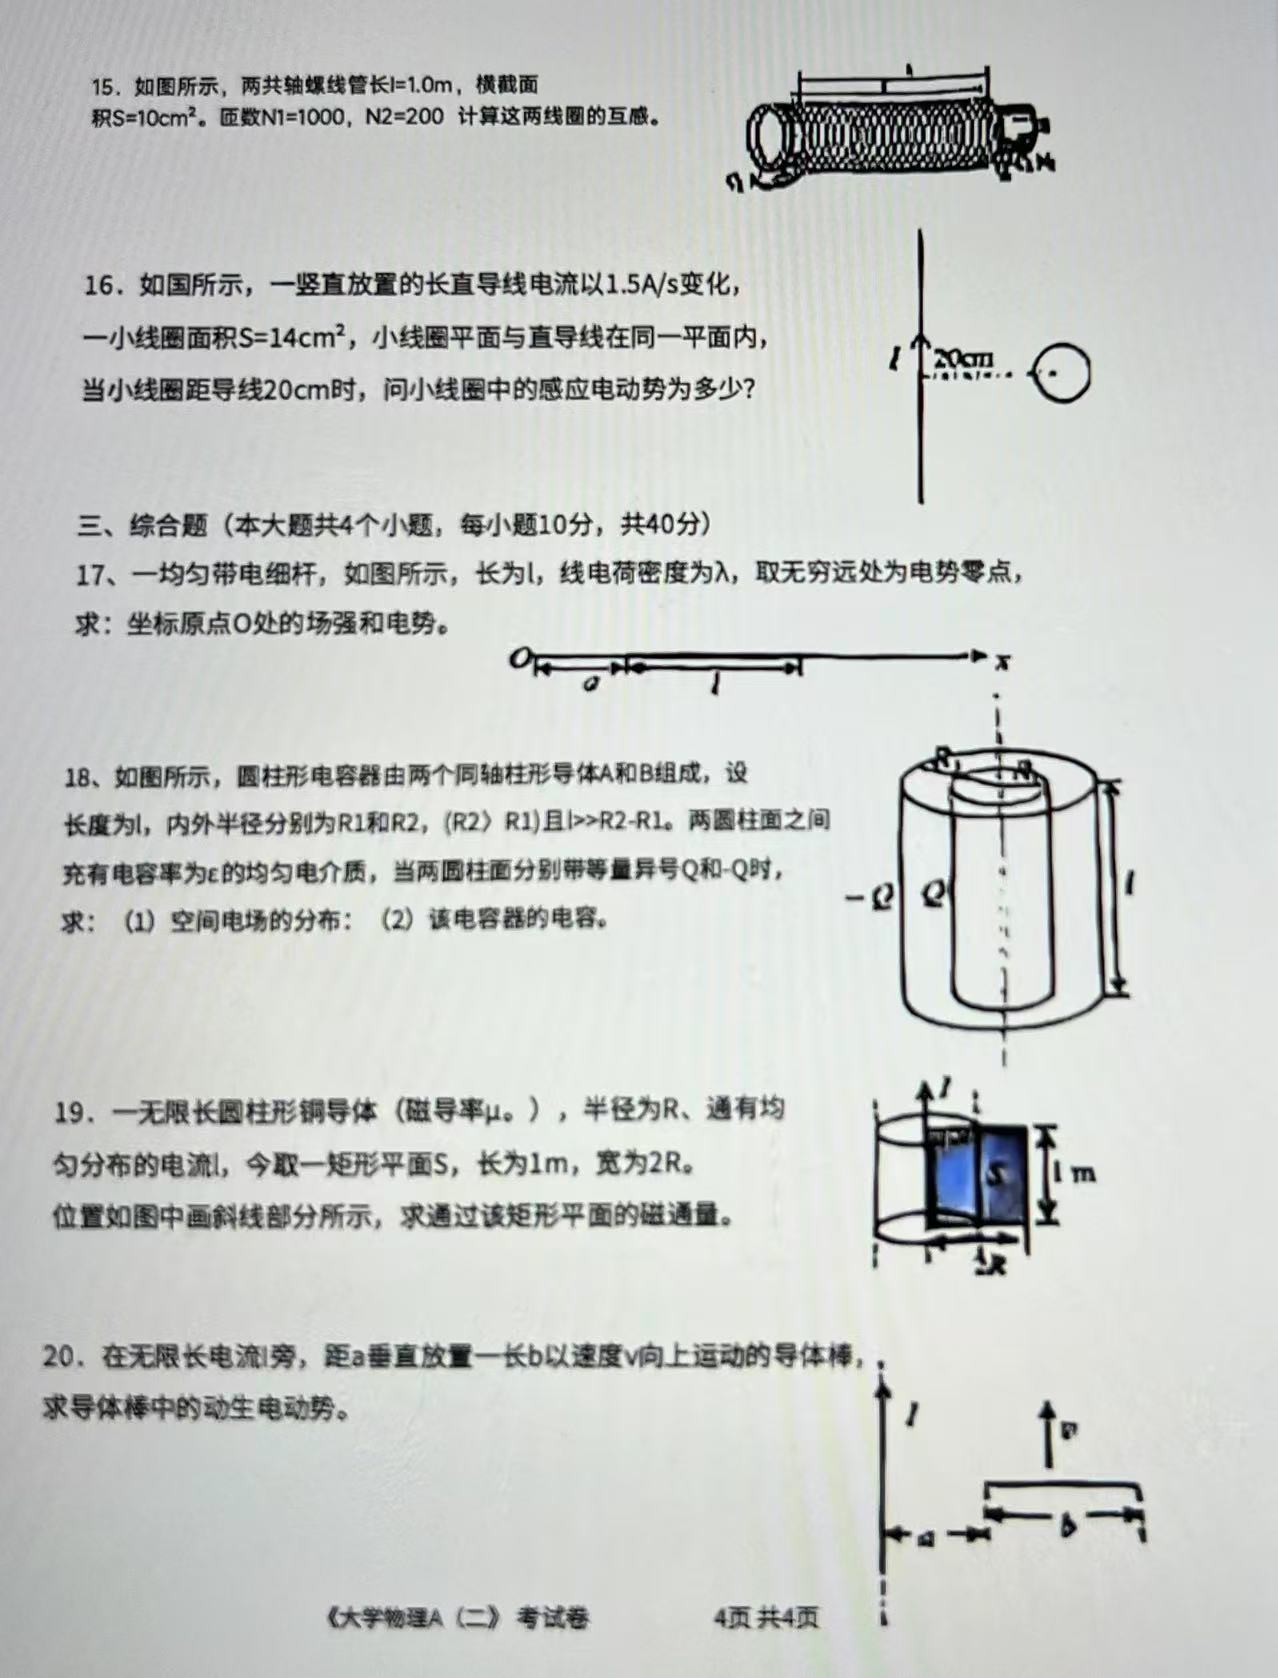 15．如图所示，两共轴螺线管长l=1.0m，横截面
积S=10cm²。匝数N1=1000，N2=200 计算这两线圈的互感。
16．如国所示，一竖直放置的长直导线电流以1.5A/s变化，
一小线圈面积S=14cm²，小线圈平面与直导线在同一平面内，
当小线圈距导线20cm时，问小线圈中的感应电动势为多少？
I 20cm
三、综合题（本大题共4个小题，每小题10分，共40分）
17、一均匀带电细杆，如图所示，长为l，线电荷密度为λ，取无穷远处为电势零点，
求：坐标原点O处的场强和电势。
O x
a l
18、如图所示，圆柱形电容器由两个同轴柱形导体A和B组成，设
长度为l，内外半径分别为R1和R2，(R2〉R1)且l>>R2-R1。两圆柱面之间
充有电容率为ε的均匀电介质，当两圆柱面分别带等量异号Q和-Q时，
求：（1）空间电场的分布：（2）该电容器的电容。
-Q Q l
19．一无限长圆柱形铜导体（磁导率μ。），半径为R、通有均
匀分布的电流I，今取一矩形平面S，长为1m，宽为2R。
位置如图中画斜线部分所示，求通过该矩形平面的磁通量。
I
S 1 m
2R
20．在无限长电流I旁，距a垂直放置一长b以速度v向上运动的导体棒，
求导体棒中的动生电动势。
I v
a b
《大学物理A（二》 考试卷 4页 共4页